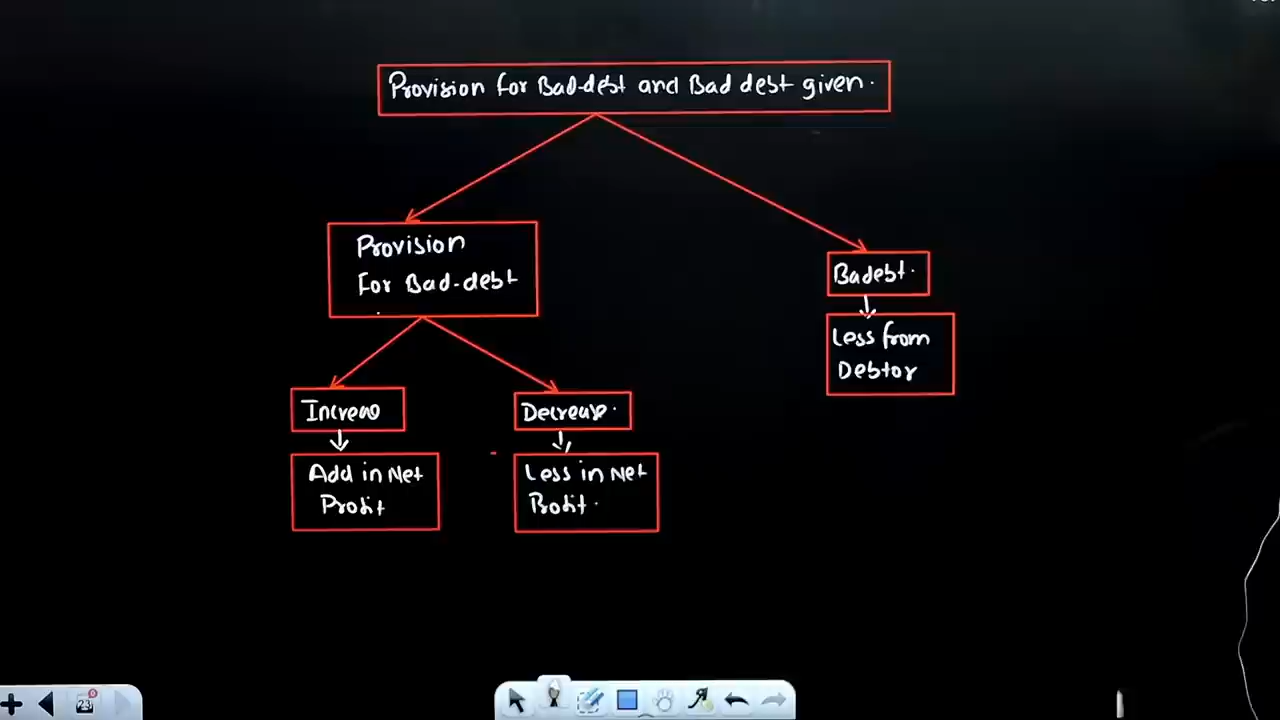 Provision for Bad-debt and Bad debt given.
Provision
For Bad-debt
Badebt.
Less from
Debtor
Increase
Decrease.
Add in Net
Profit
Less in Net
Profit.
23